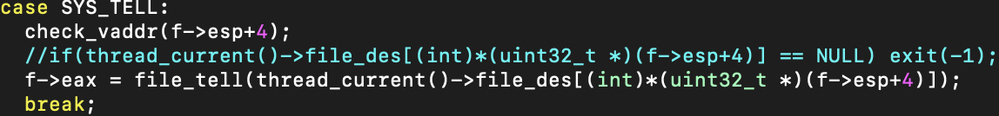 case SYS_TELL:
check_vaddr(f->esp+4);
//if(thread_current()->file_des[(int)*(uint32_t *)(f->esp+4)] == NULL) exit(-1);
f->eax = file_tell(thread_current()->file_des[(int)*(uint32_t *)(f->esp+4)]);
break;